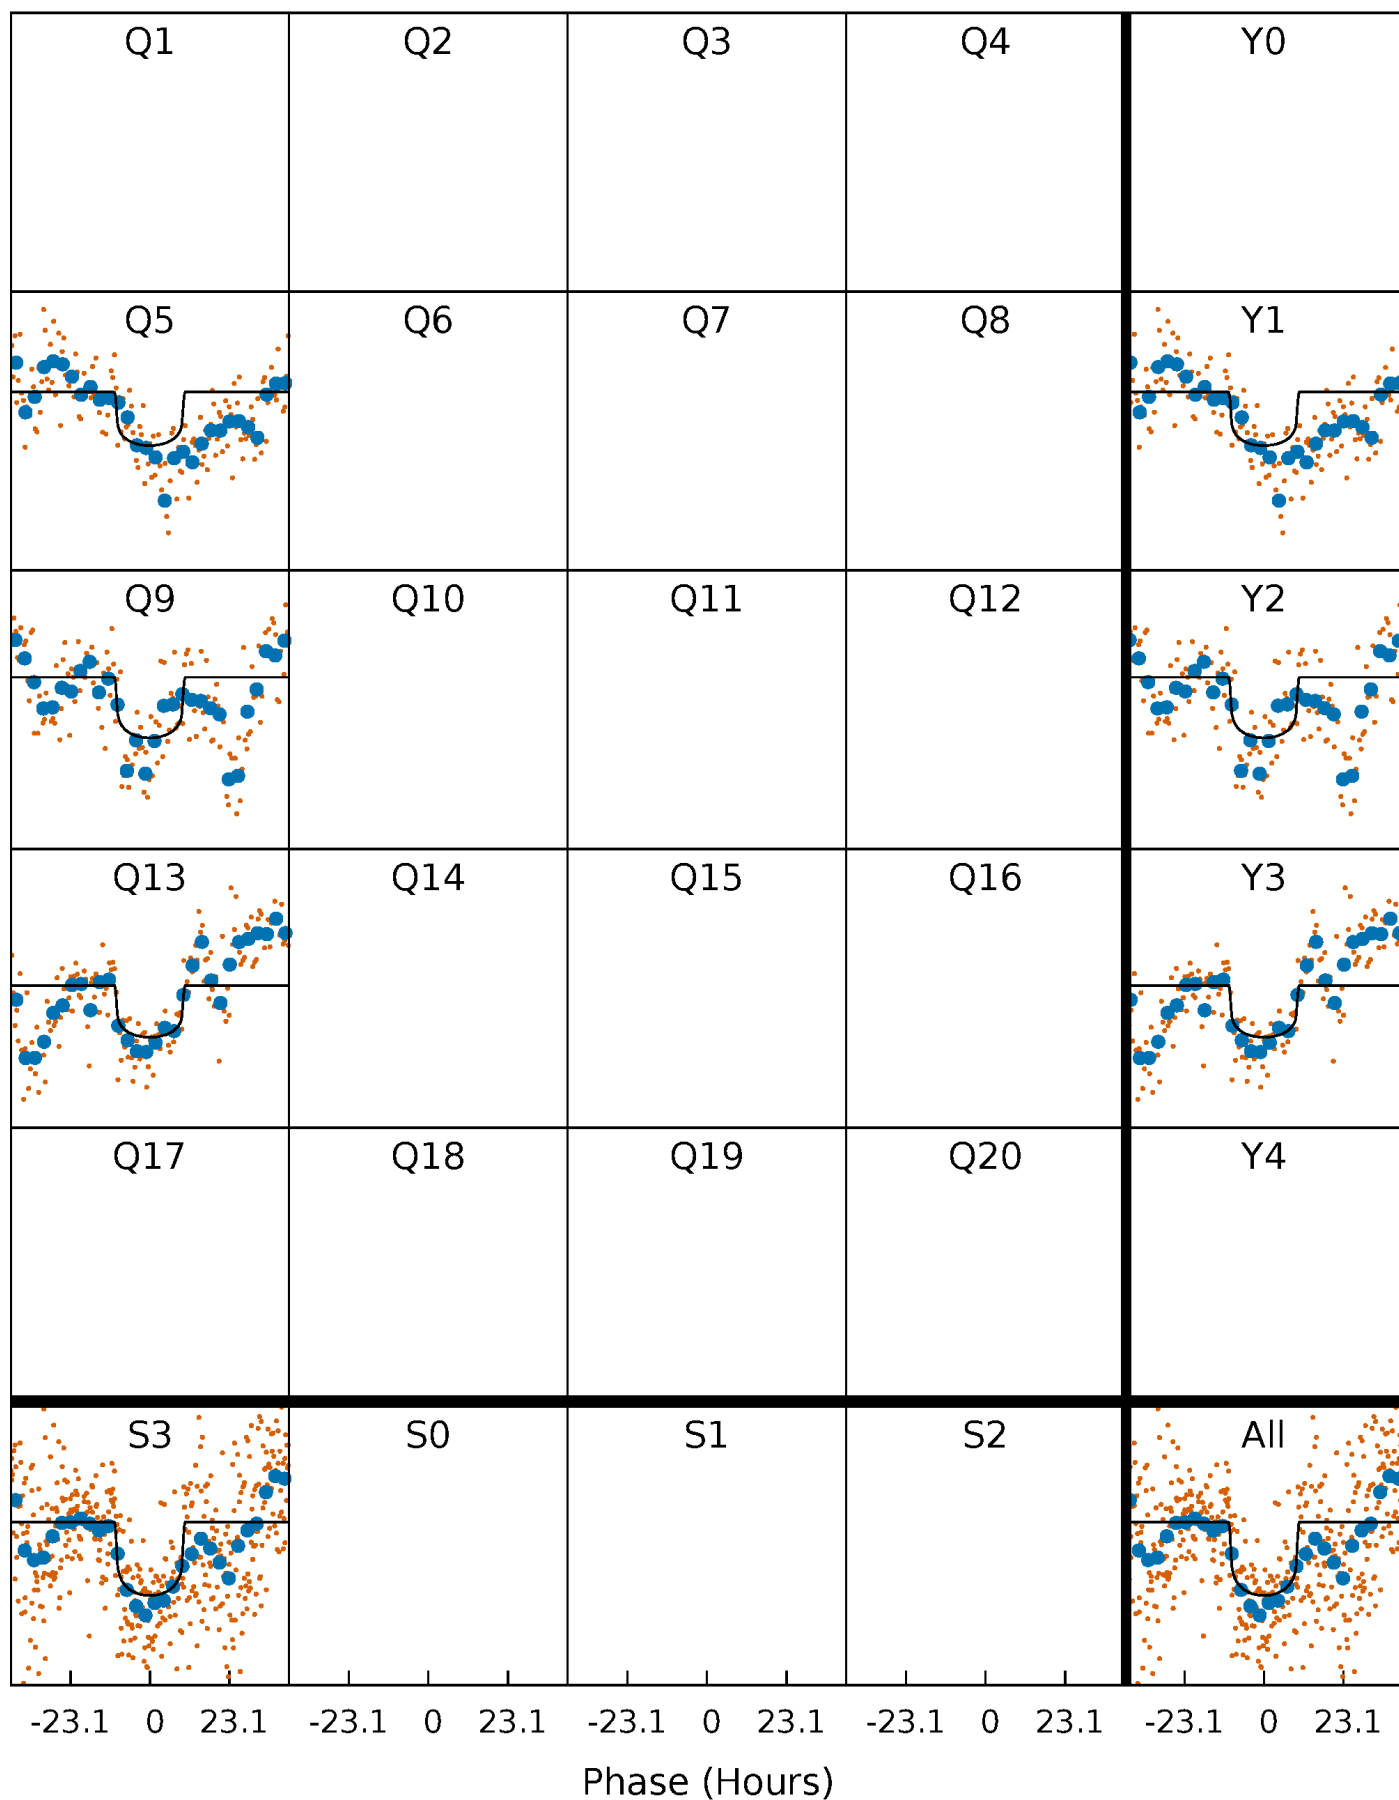 Q1 Q2 Q3 Q4 Y0
Q5 Q6 Q7 Q8 Y1
Q9 Q10 Q11 Q12 Y2
Q13 Q14 Q15 Q16 Y3
Q17 Q18 Q19 Q20 Y4
S3 S0 S1 S2 All
-23.1 0 23.1 -23.1 0 23.1 -23.1 0 23.1 -23.1 0 23.1 -23.1 0 23.1
Phase (Hours)